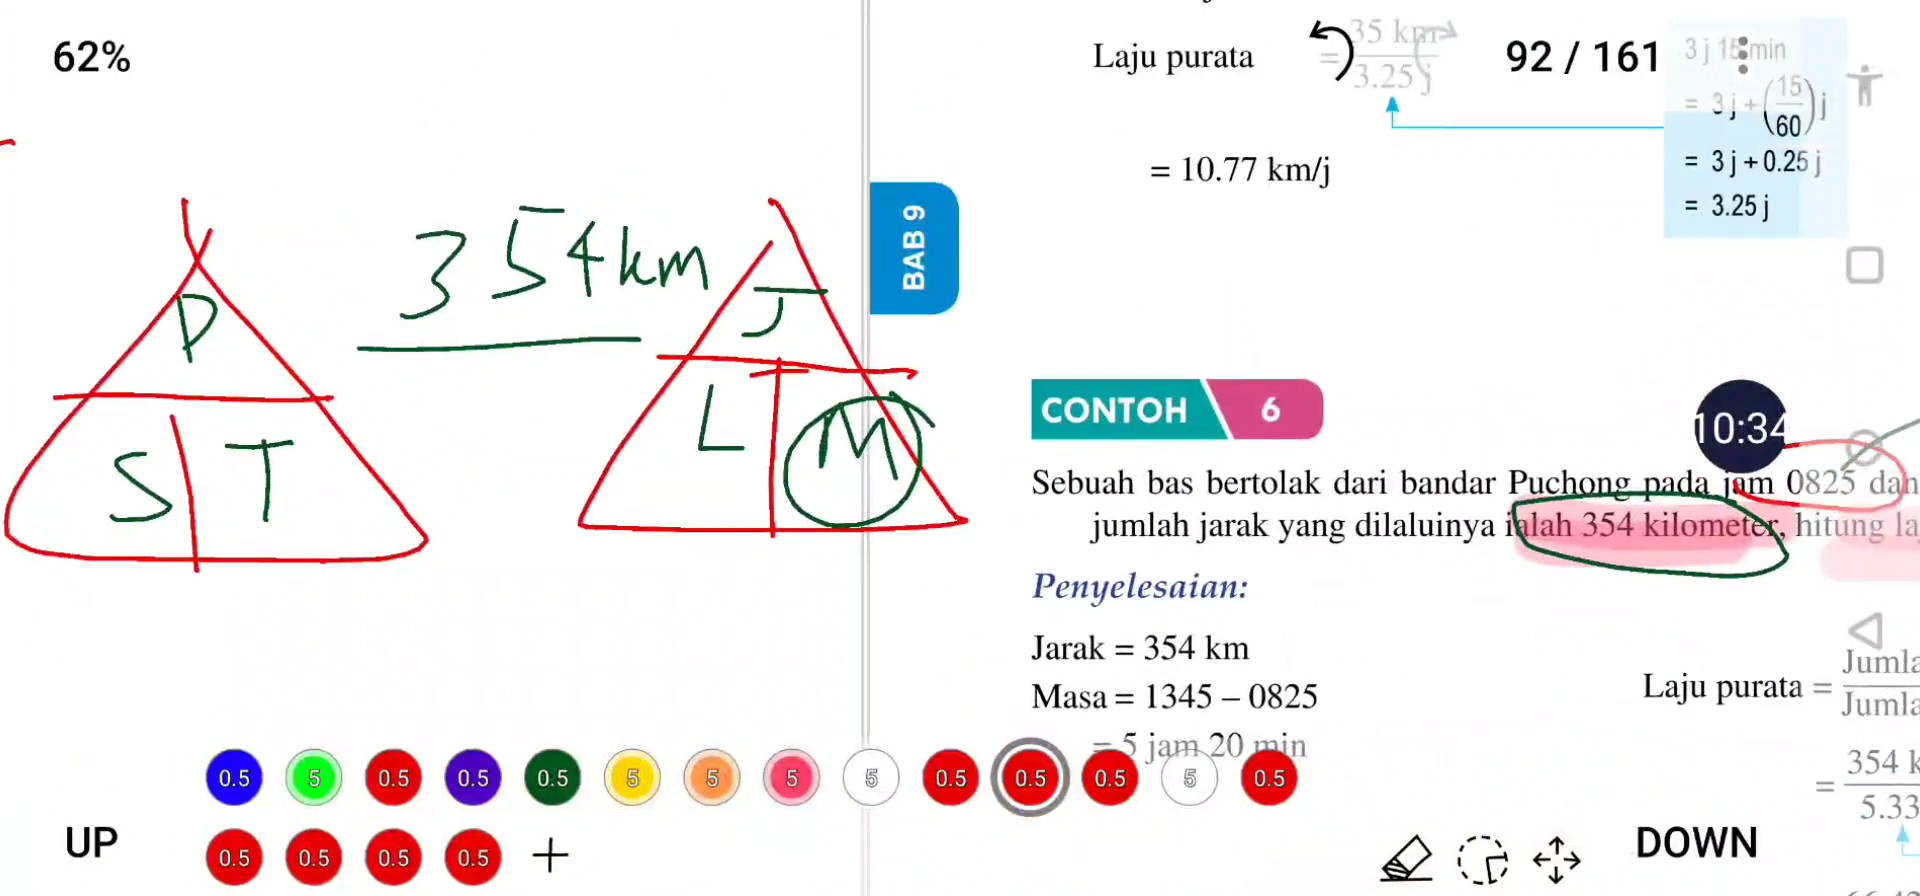 62%
Laju purata = 35 km
3.25 j
92 / 161
3 j 15 min
= 3 j + (15/60) j
= 3 j + 0.25 j
= 3.25 j
= 10.77 km/j
BAB 9
D
S T
354km
J
L M
CONTOH 6
10:34
Sebuah bas bertolak dari bandar Puchong pada jam 0825 dan
jumlah jarak yang dilaluinya ialah 354 kilometer, hitung la
Penyelesaian:
Jarak = 354 km
Masa = 1345 – 0825
= 5 jam 20 min
Laju purata = Jumla
Jumla
= 354 k
5.33
0.5 5 0.5 0.5 0.5 5 5 5 5 0.5 0.5 0.5 5 0.5
UP
0.5 0.5 0.5 0.5 +
DOWN